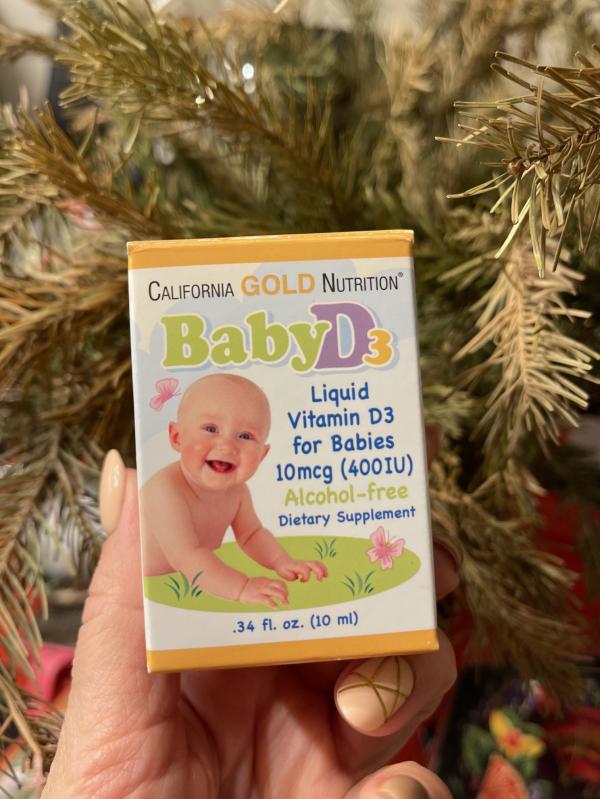 CALIFORNIA GOLD NUTRITION®
BabyD3
Liquid
Vitamin D3
for Babies
10mcg (400IU)
Alcohol-free
Dietary Supplement
.34 fl. oz. (10 ml)